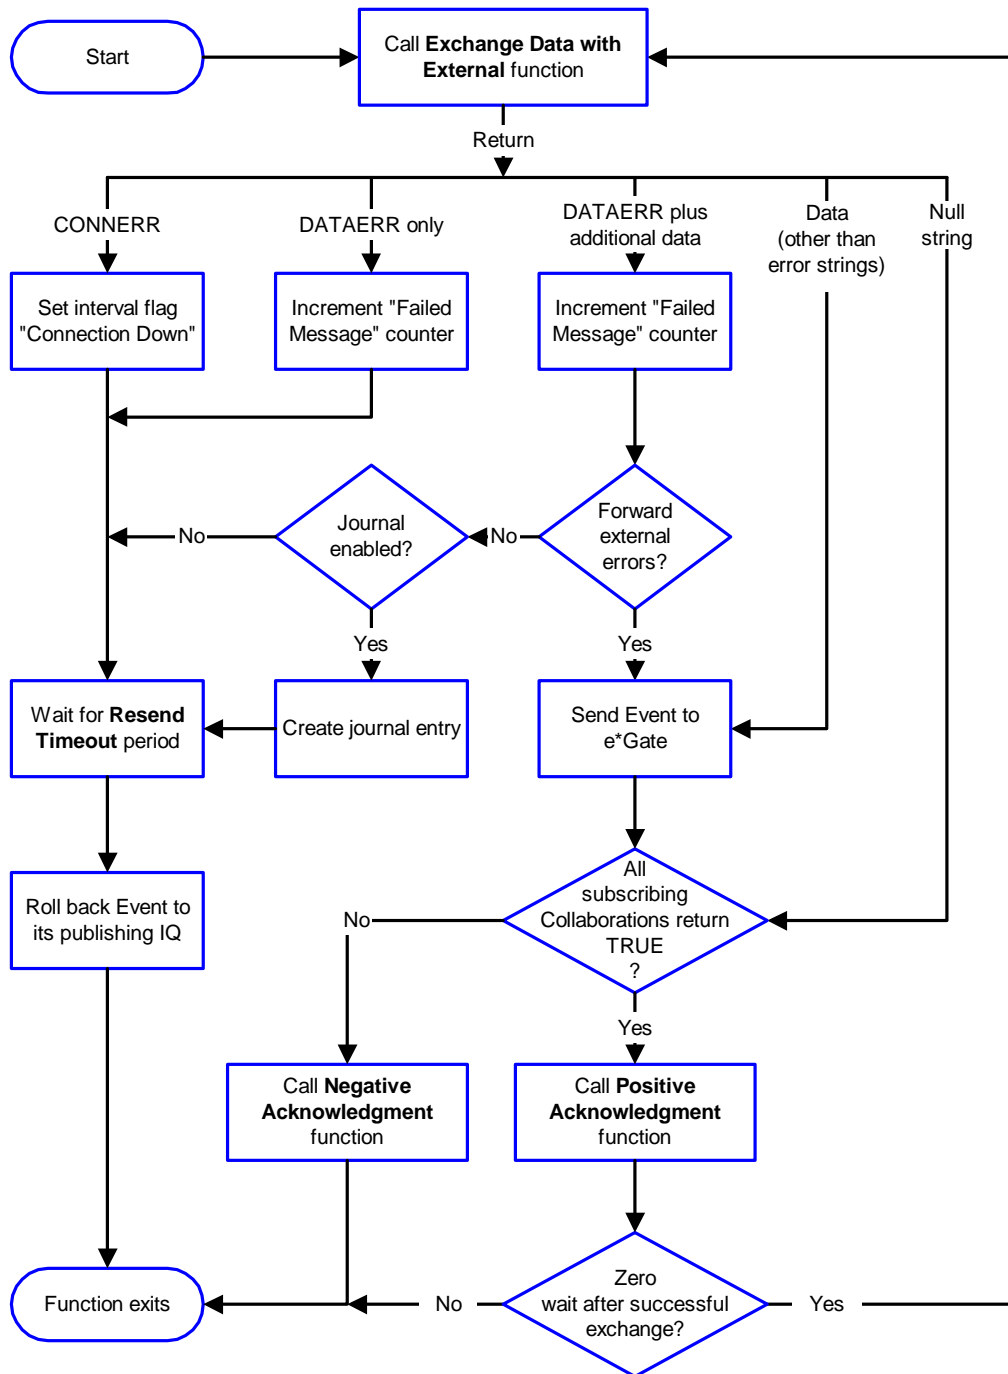 Start
Call Exchange Data with
External function
Return
CONNERR
DATAERR only
DATAERR plus
additional data
Data
(other than
error strings)
Null
string
Set interval flag
"Connection Down"
Increment "Failed
Message" counter
Increment "Failed
Message" counter
No
Journal
enabled?
No
Forward
external
errors?
Yes
Yes
Wait for Resend
Timeout period
Create journal entry
Send Event to
e*Gate
Roll back Event to
its publishing IQ
No
All
subscribing
Collaborations return
TRUE
?
Yes
Call Negative
Acknowledgment
function
Call Positive
Acknowledgment
function
Function exits
No
Zero
wait after successful
exchange?
Yes